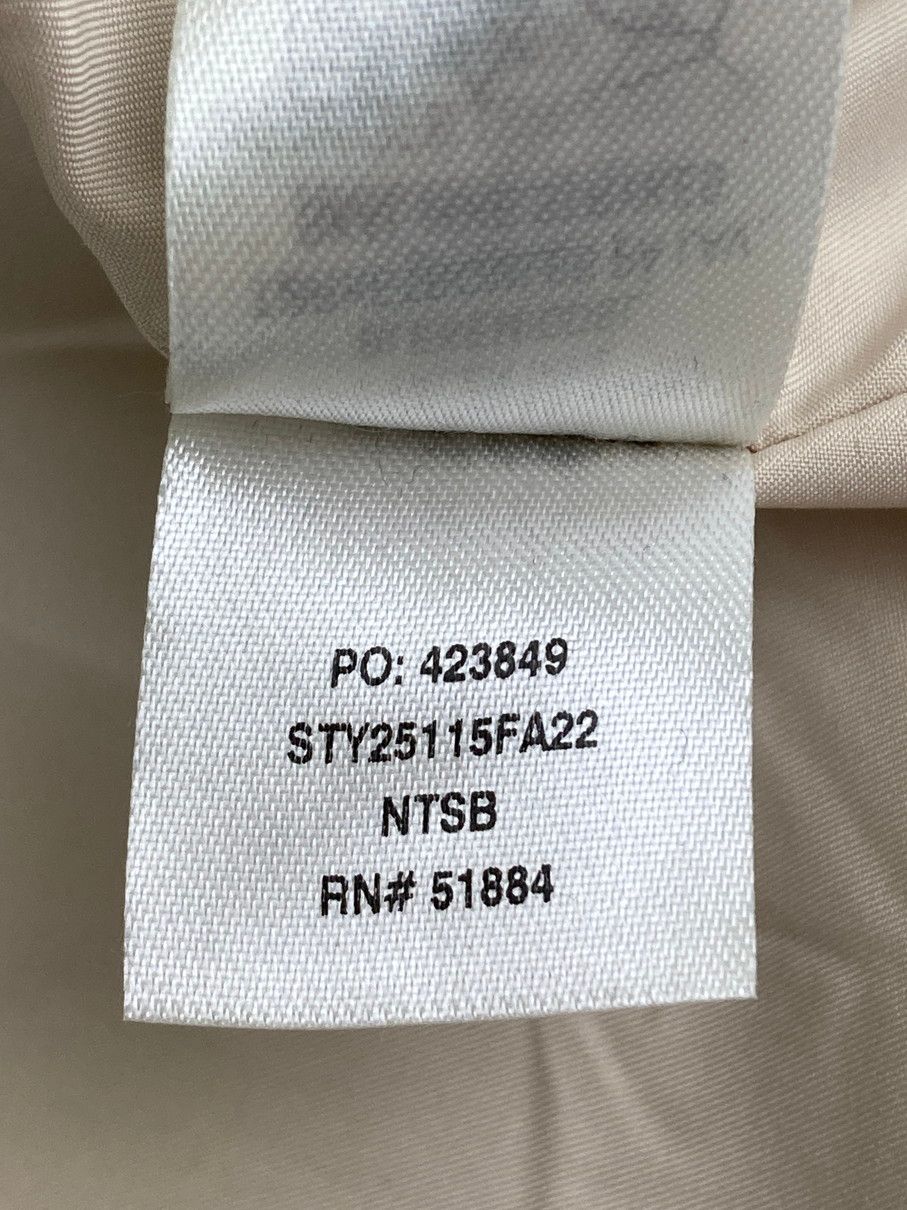 PO: 423849
STY25115FA22
NTSB
RN# 51884